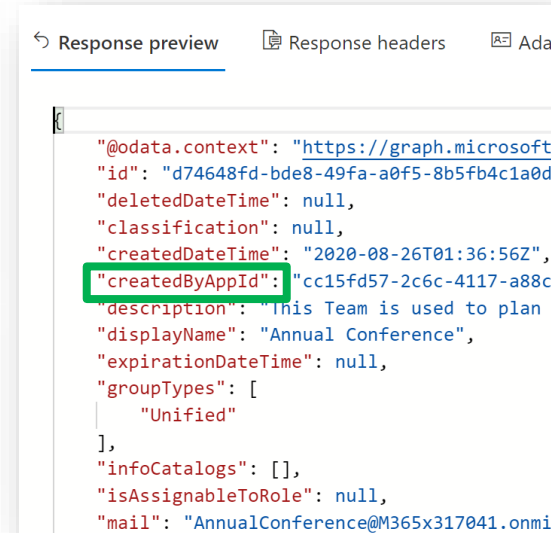 Response preview Response headers Ada
{
"@odata.context": "https://graph.microsoft
"id": "d74648fd-bde8-49fa-a0f5-8b5fb4c1a0d
"deletedDateTime": null,
"classification": null,
"createdDateTime": "2020-08-26T01:36:56Z",
"createdByAppId": "cc15fd57-2c6c-4117-a88c
"description": "This Team is used to plan
"displayName": "Annual Conference",
"expirationDateTime": null,
"groupTypes": [
"Unified"
],
"infoCatalogs": [],
"isAssignableToRole": null,
"mail": "AnnualConference@M365x317041.onmi